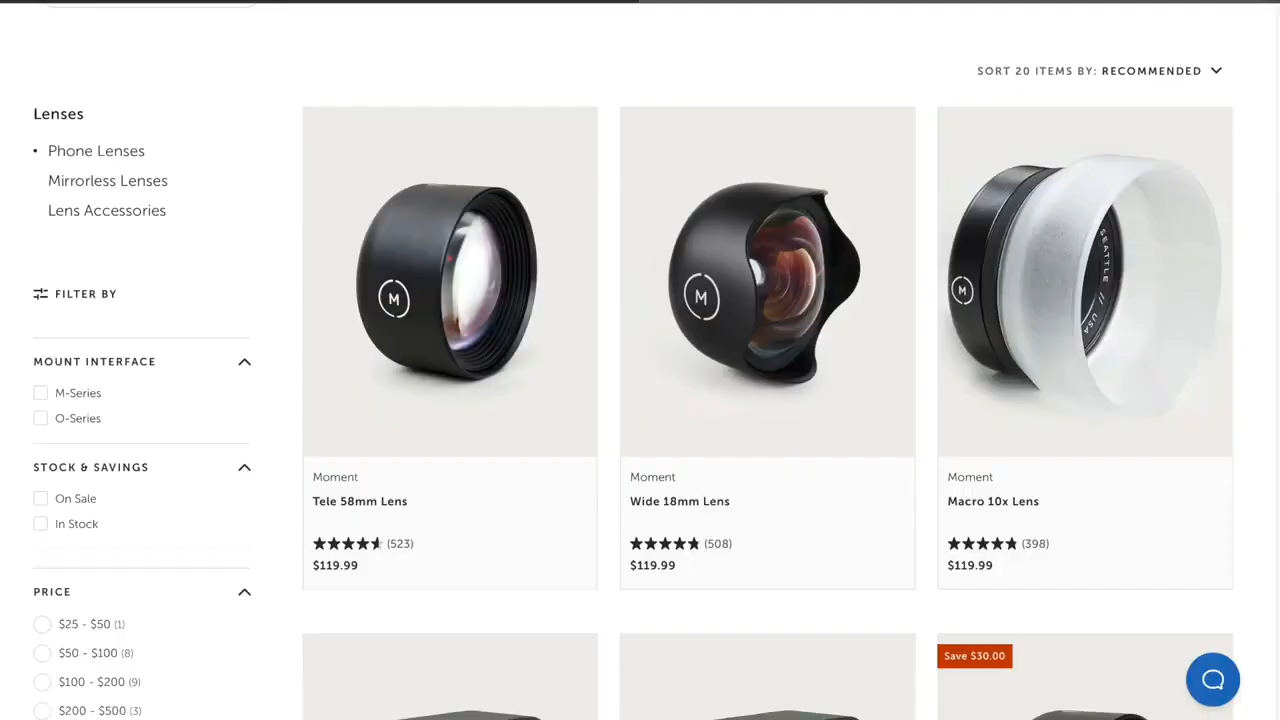 SORT 20 ITEMS BY: RECOMMENDED
Lenses
• Phone Lenses
Mirrorless Lenses
Lens Accessories
FILTER BY
MOUNT INTERFACE
M-Series
O-Series
STOCK & SAVINGS
On Sale
In Stock
PRICE
$25 - $50 (1)
$50 - $100 (8)
$100 - $200 (9)
$200 - $500 (3)
M
Moment
Tele 58mm Lens
(523)
$119.99
M
Moment
Wide 18mm Lens
(508)
$119.99
M
SEATTLE // USA
Moment
Macro 10x Lens
(398)
$119.99
Save $30.00